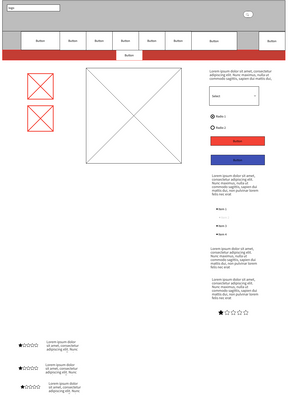 logo
Button
Button
Button
Button
Button
Button
Button
Button
Button
Lorem ipsum dolor sit amet,
consectetur adipiscing elit.
Nunc maximus, nulla ut
commodo sagittis, sapien dui
mattis dui,
Select
Radio 1
Radio 2
Button
Button
Lorem ipsum dolor sit amet,
consectetur adipiscing elit.
Nunc maximus, nulla ut
commodo sagittis, sapien dui
mattis dui, non pulvinar lorem
felis nec erat
Item 1
Item 3
Item 4
Lorem ipsum dolor sit amet,
consectetur adipiscing elit.
Nunc maximus, nulla ut
commodo sagittis, sapien dui
mattis dui, non pulvinar lorem
felis nec erat
Lorem ipsum dolor sit amet,
consectetur adipiscing elit.
Nunc maximus, nulla ut
commodo sagittis, sapien dui
mattis dui, non pulvinar lorem
felis nec erat
Lorem ipsum dolor
sit amet, consectetur
adipiscing elit. Nunc
Lorem ipsum dolor
sit amet, consectetur
adipiscing elit. Nunc
Lorem ipsum dolor
sit amet, consectetur
adipiscing elit. Nunc